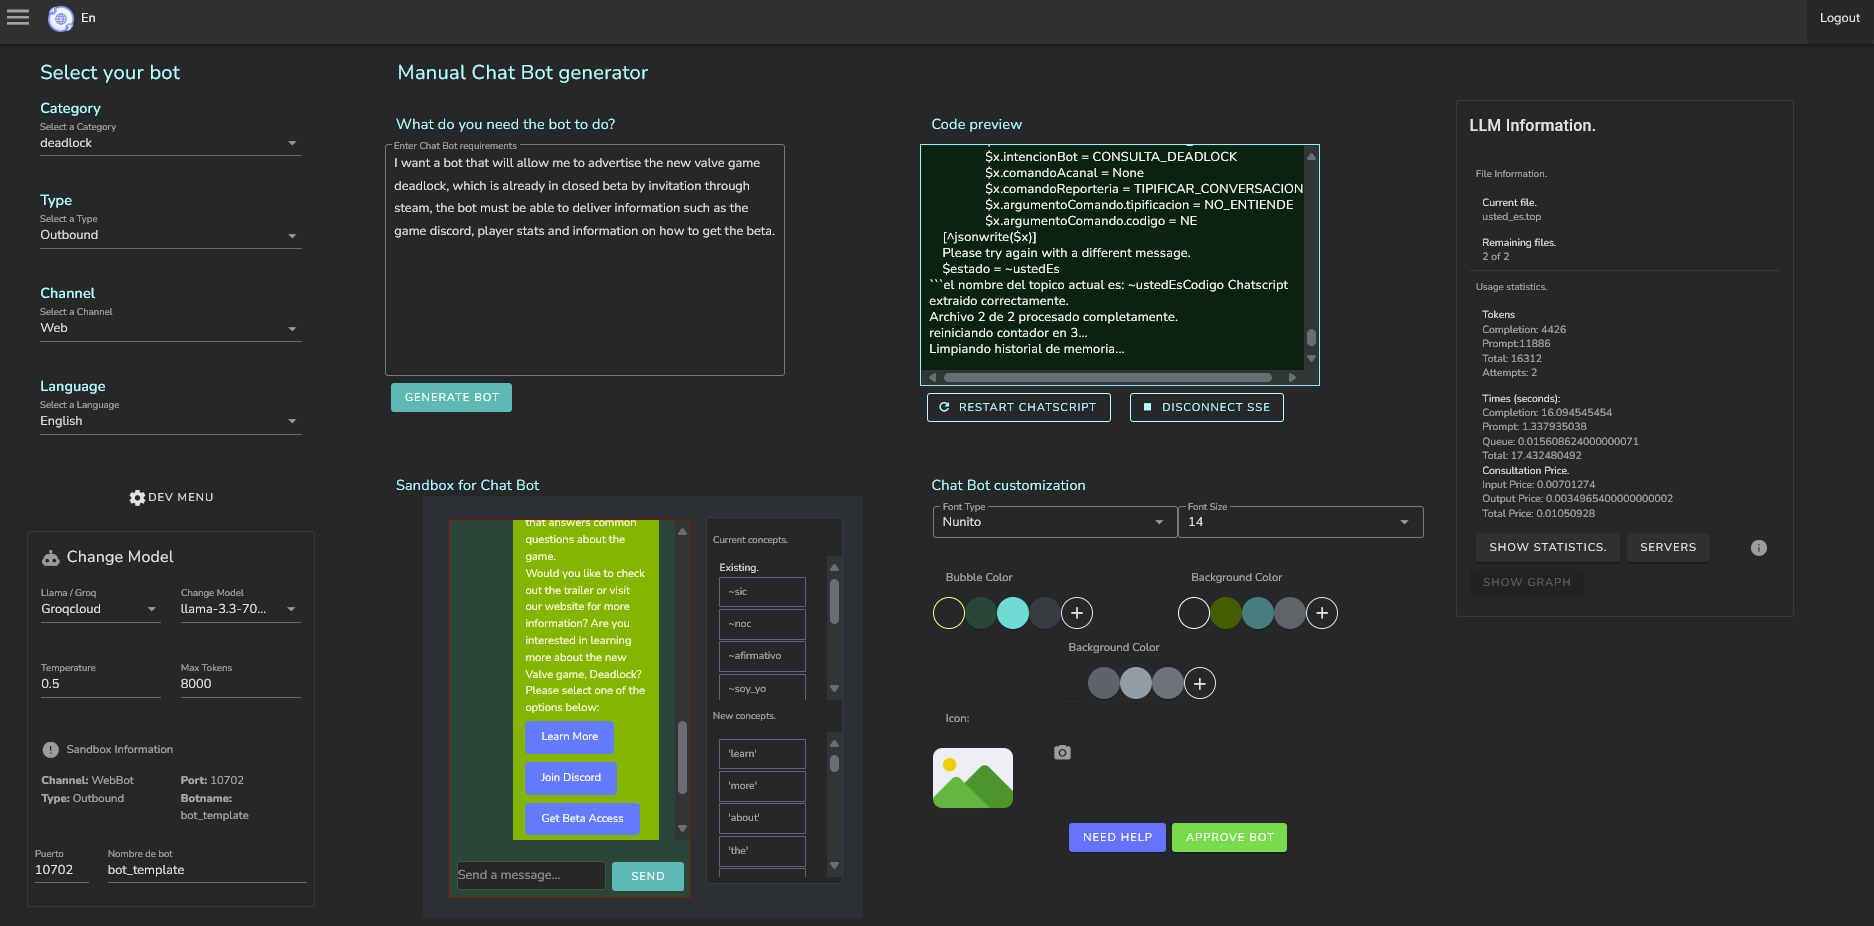 En
Logout
Select your bot
Category
Select a Category
deadlock
Type
Select a Type
Outbound
Channel
Select a Channel
Web
Language
Select a Language
English
DEV MENU
Change Model
Llama / Groq
Groqcloud
Change Model
llama-3.3-70...
Temperature
0.5
Max Tokens
8000
Sandbox Information
Channel: WebBot
Port: 10702
Type: Outbound
Botname:
bot_template
Puerto
10702
Nombre de bot
bot_template
Manual Chat Bot generator
What do you need the bot to do?
Enter Chat Bot requirements
I want a bot that will allow me to advertise the new valve game
deadlock, which is already in closed beta by invitation through
steam, the bot must be able to deliver information such as the
game discord, player stats and information on how to get the beta.
GENERATE BOT
Code preview
$x.intencionBot = CONSULTA_DEADLOCK
$x.comandoAcanal = None
$x.comandoReporteria = TIPIFICAR_CONVERSACION
$x.argumentoComando.tipificacion = NO_ENTIENDE
$x.argumentoComando.codigo = NE
[^jsonwrite($x)]
Please try again with a different message.
$estado = ~ustedEs
```el nombre del topico actual es: ~ustedEsCodigo Chatscript
extraido correctamente.
Archivo 2 de 2 procesado completamente.
reiniciando contador en 3...
Limpiando historial de memoria...
RESTART CHATSCRIPT
DISCONNECT SSE
Sandbox for Chat Bot
that answers common
questions about the
game.
Would you like to check
out the trailer or visit
our website for more
information? Are you
interested in learning
more about the new
Valve game, Deadlock?
Please select one of the
options below:
Learn More
Join Discord
Get Beta Access
Send a message...
SEND
Current concepts.
Existing.
~sic
~noc
~afirmativo
~soy_yo
New concepts.
'learn'
'more'
'about'
'the'
Chat Bot customization
Font Type
Nunito
Font Size
14
Bubble Color
Background Color
Background Color
Icon:
NEED HELP
APPROVE BOT
LLM Information.
File Information.
Current file.
usted_es.top
Remaining files.
2 of 2
Usage statistics.
Tokens
Completion: 4426
Prompt:11886
Total: 16312
Attempts: 2
Times (seconds):
Completion: 16.094545454
Prompt: 1.337935038
Queue: 0.015608624000000071
Total: 17.432480492
Consultation Price.
Input Price: 0.00701274
Output Price: 0.0034965400000000002
Total Price: 0.01050928
SHOW STATISTICS.
SERVERS
SHOW GRAPH